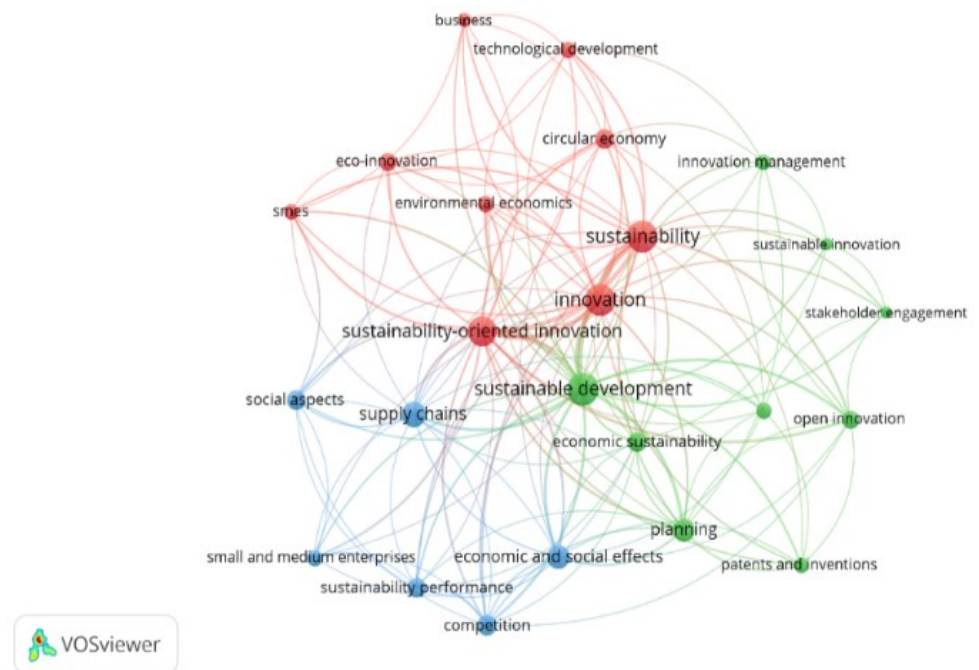 business
technological development
circular economy
eco-innovation
innovation management
environmental economics
smes
sustainability
sustainable innovation
innovation
stakeholder engagement
sustainability-oriented innovation
sustainable development
social aspects
supply chains
open innovation
economic sustainability
planning
small and medium enterprises
economic and social effects
patents and inventions
sustainability performance
competition
VOSviewer